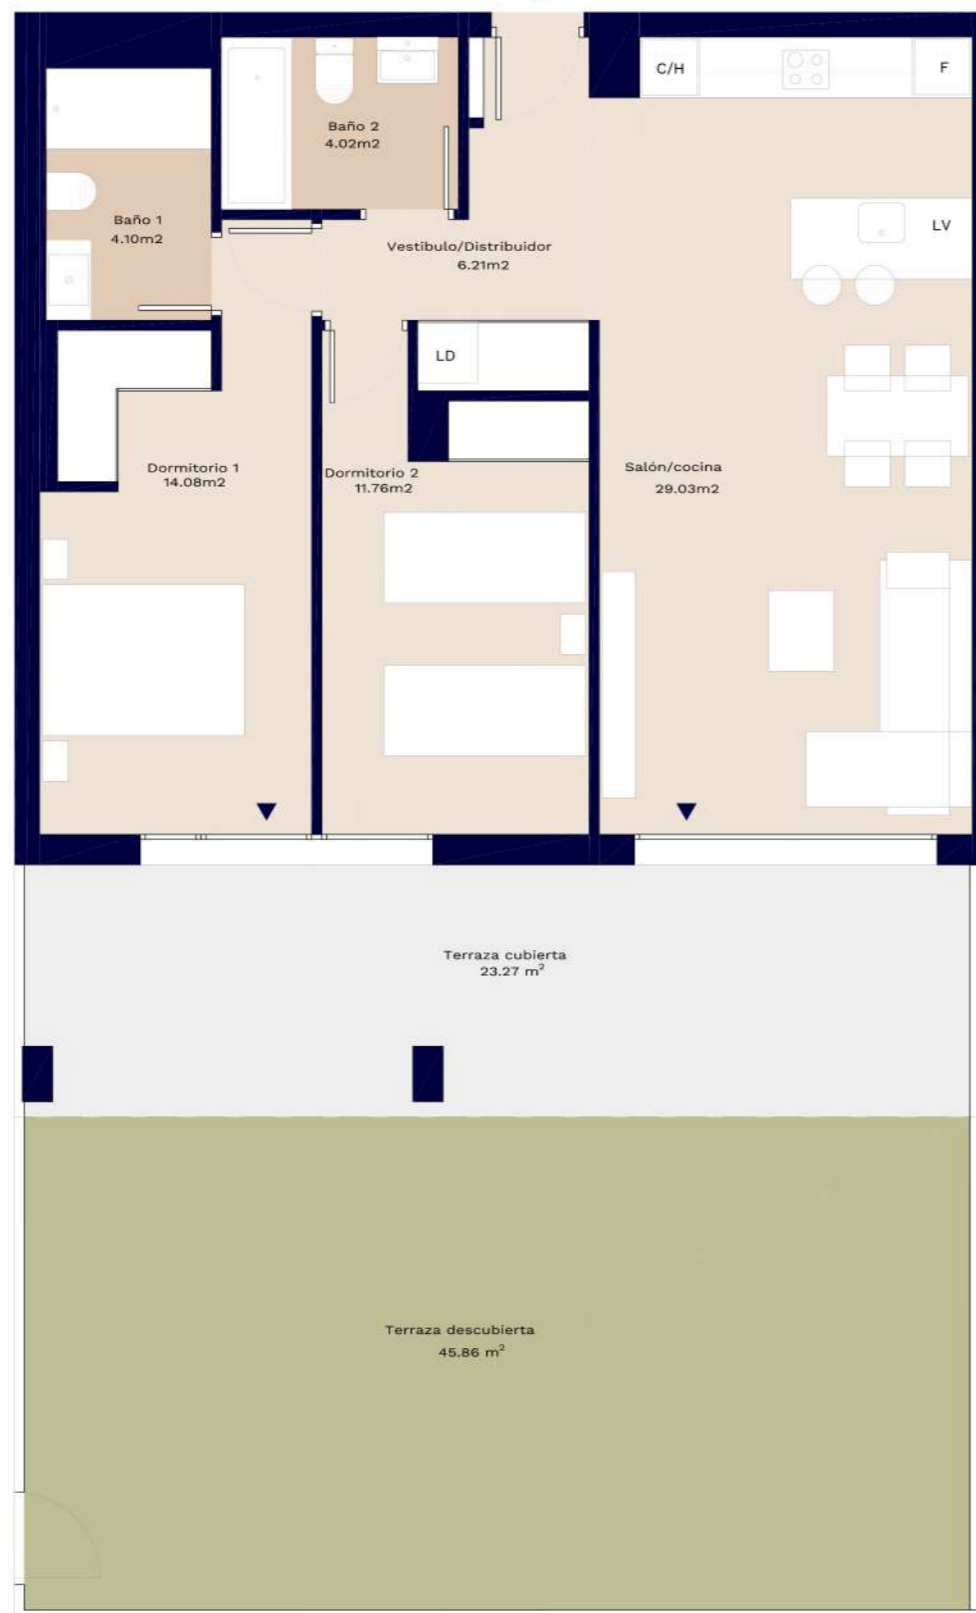 C/H
F
Baño 2
4.02m2
Baño 1
4.10m2
LV
Vestibulo/Distribuidor
6.21m2
LD
Dormitorio 1
14.08m2
Dormitorio 2
11.76m2
Salón/cocina
29.03m2
Terraza cubierta
23.27 m²
Terraza descubierta
45.86 m²